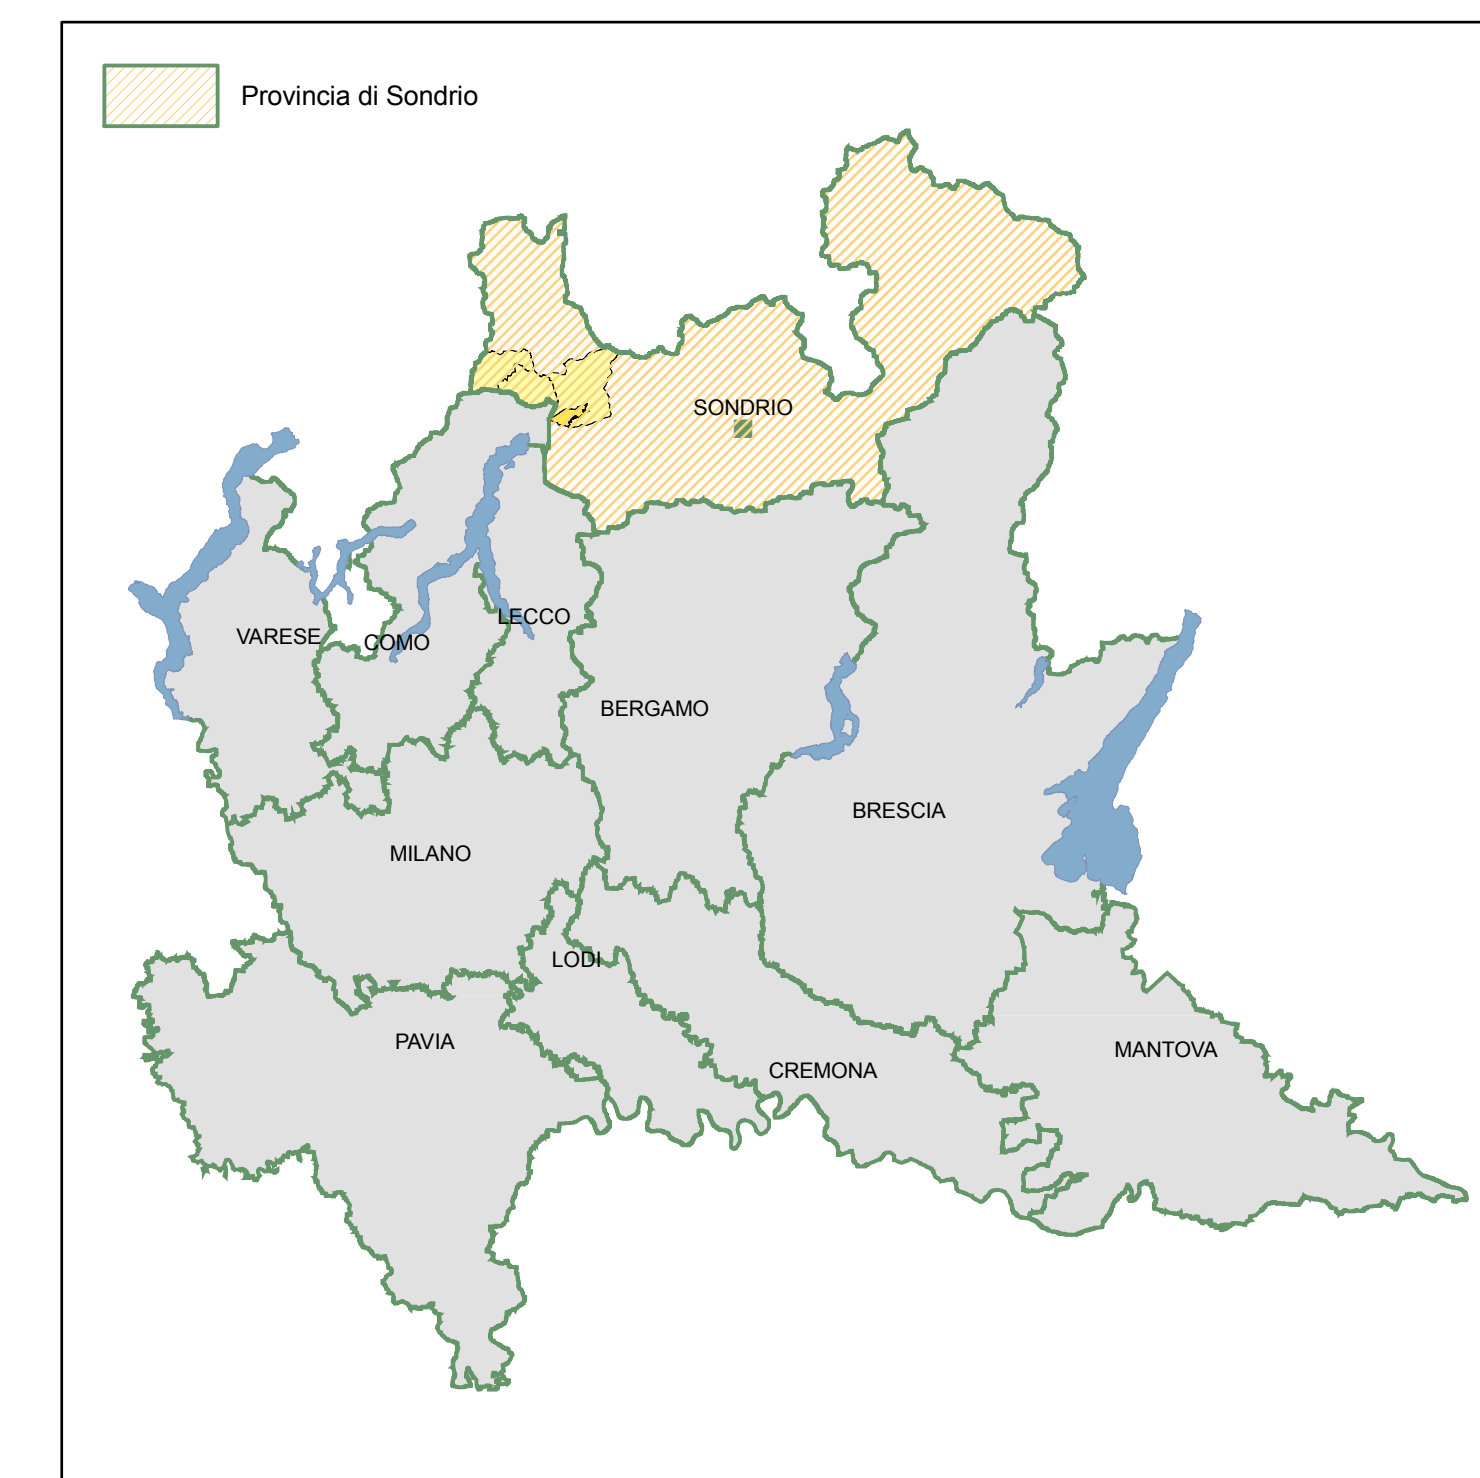 Provincia di Sondrio
SONDRIO
LECCO
VARESE
COMO
BERGAMO
BRESCIA
MILANO
LODI
PAVIA
MANTOVA
CREMONA